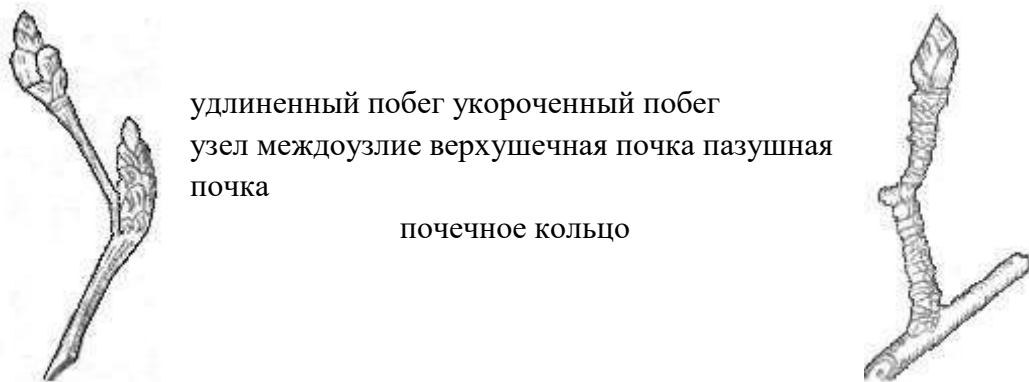 удлиненный побег укороченный побег
узел междоузлие верхушечная почка пазушная
почка
почечное кольцо